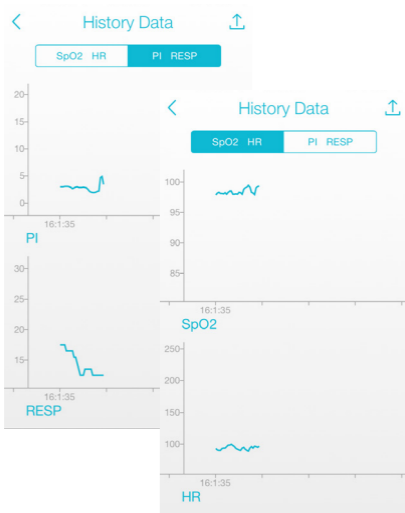 History Data
SpO2 HR
PI RESP
20
15
10
5
0
16:1:35
PI
30
25
20
15
16:1:35
RESP
History Data
SpO2 HR
PI RESP
100
95
90
85
16:1:35
SpO2
250
200
150
100
16:1:35
HR